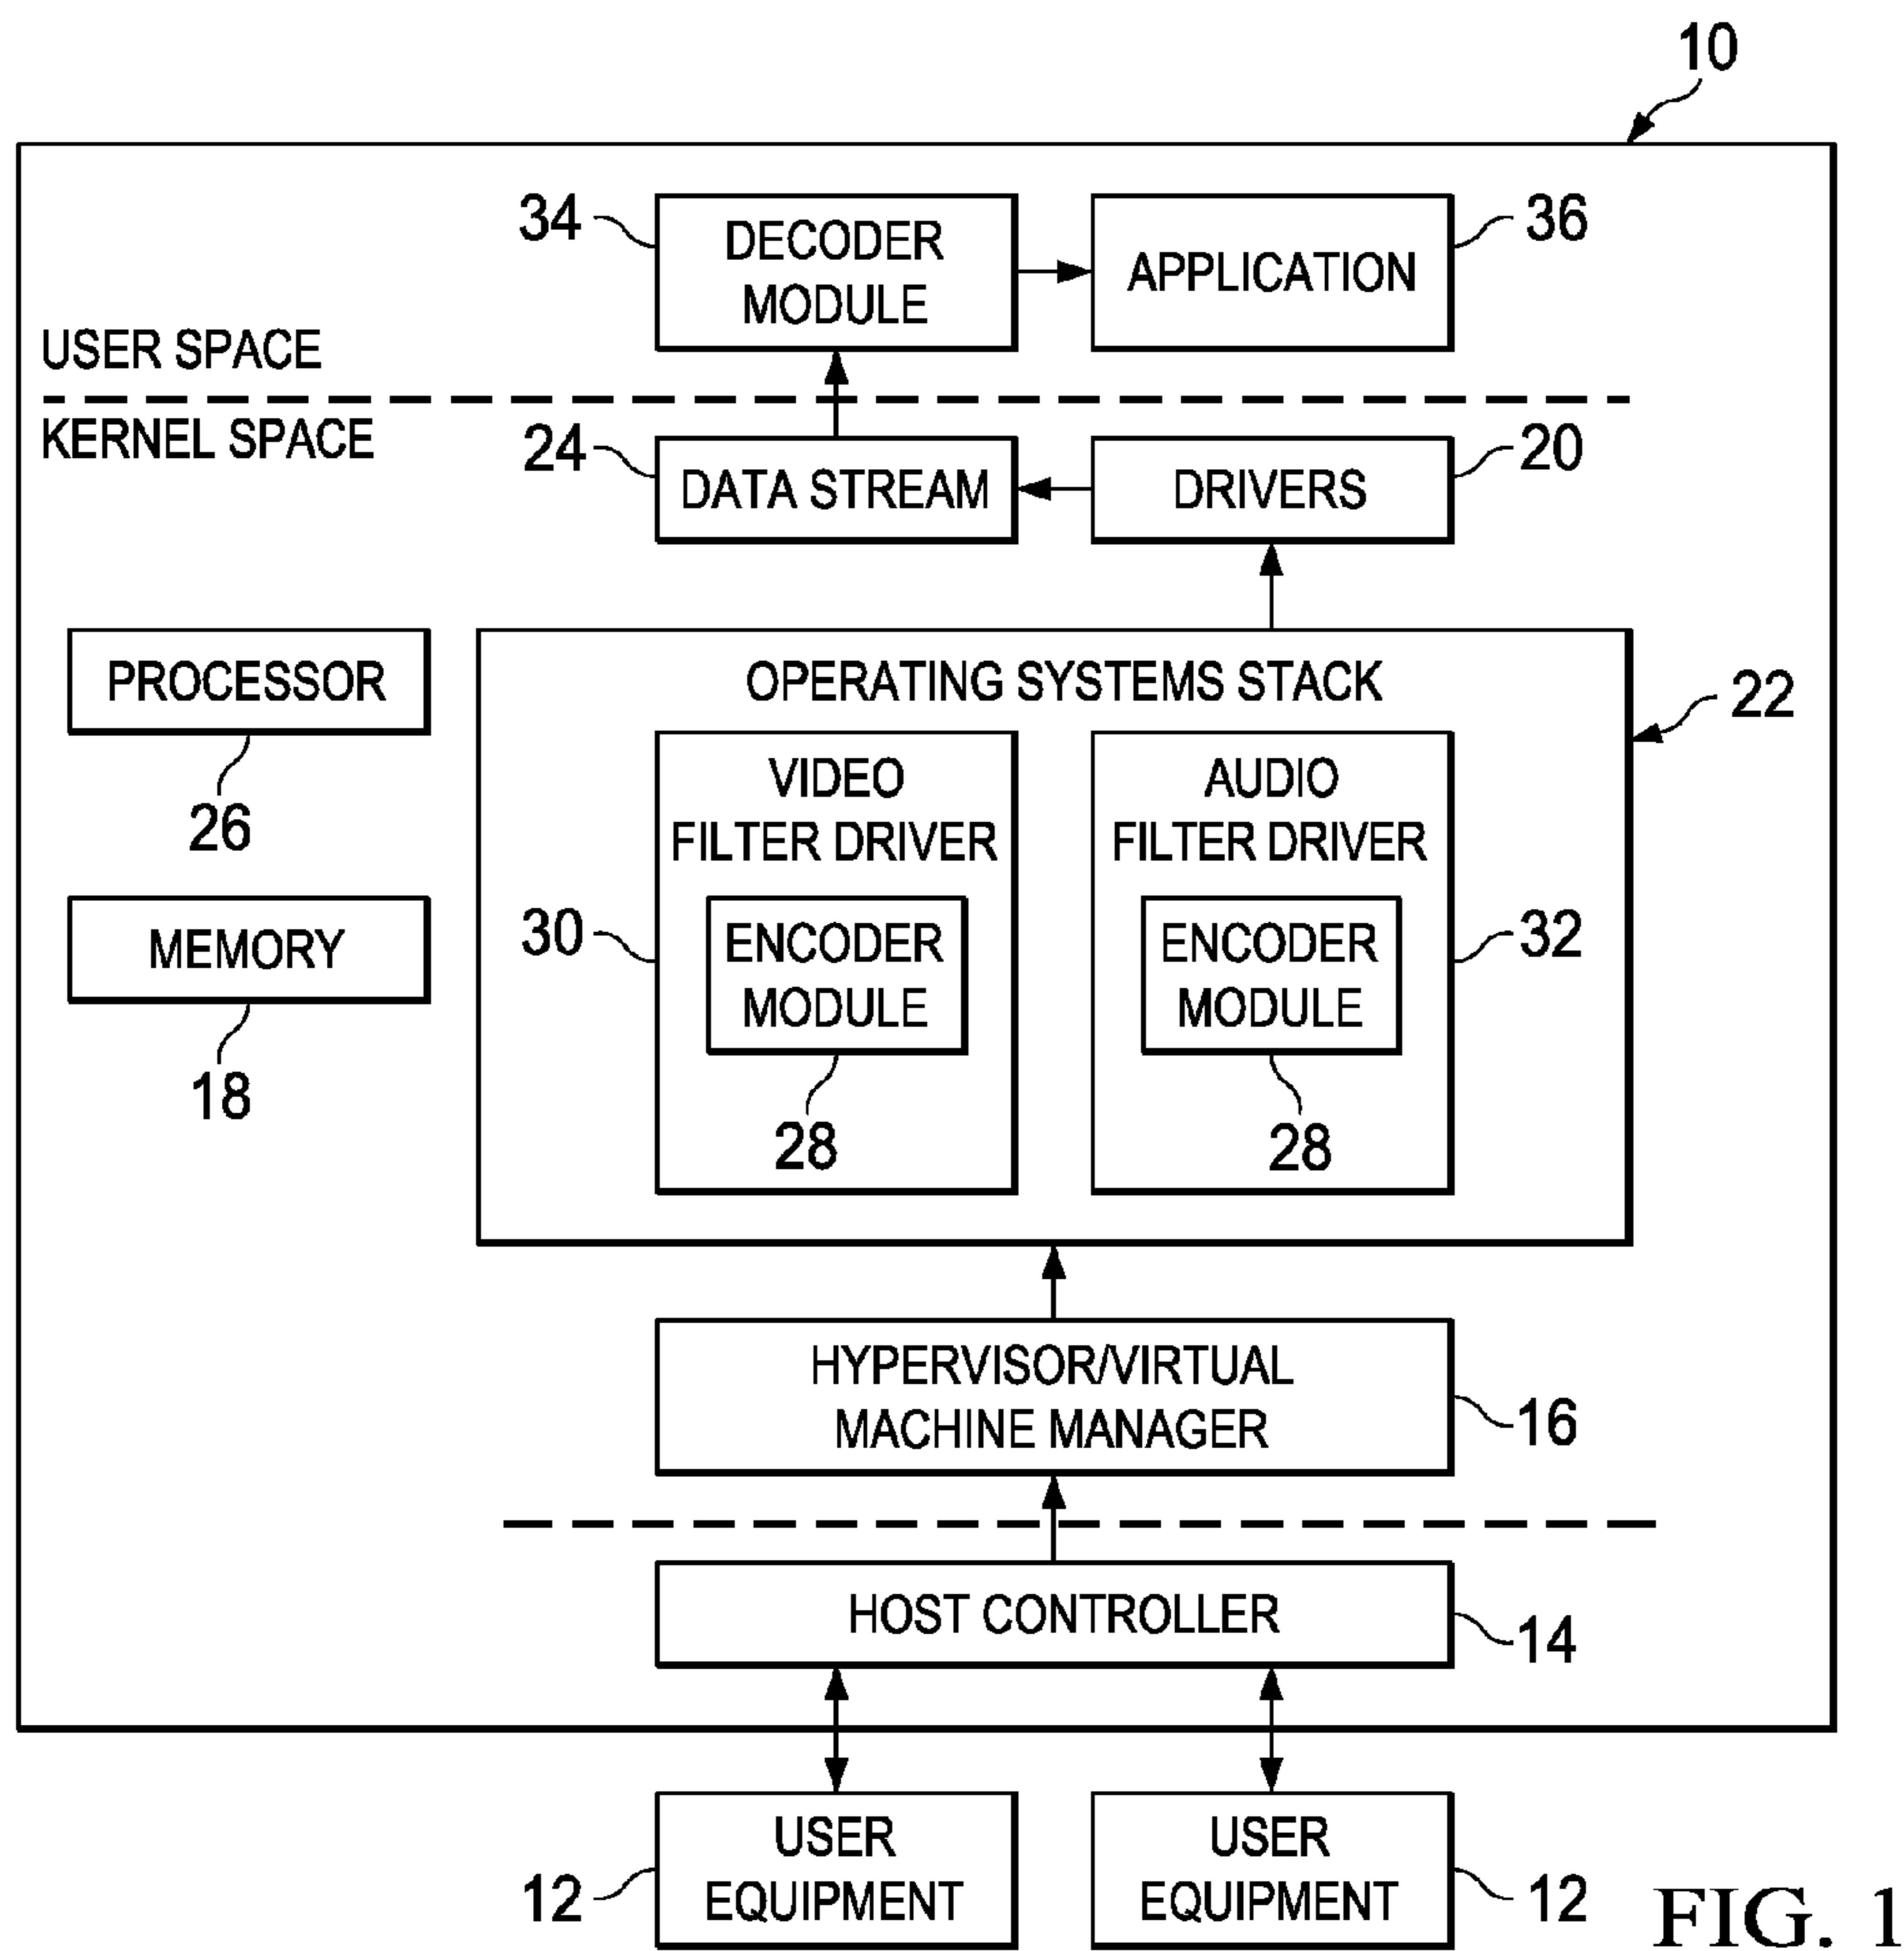 10
34
DECODER
MODULE
APPLICATION
36
USER SPACE
KERNEL SPACE
24
DATA STREAM
DRIVERS
20
PROCESSOR
26
MEMORY
18
OPERATING SYSTEMS STACK
22
VIDEO
FILTER DRIVER
30
ENCODER
MODULE
28
AUDIO
FILTER DRIVER
ENCODER
MODULE
28
32
HYPERVISOR/VIRTUAL
MACHINE MANAGER
16
HOST CONTROLLER
14
12
USER
EQUIPMENT
USER
EQUIPMENT
12
FIG. 1